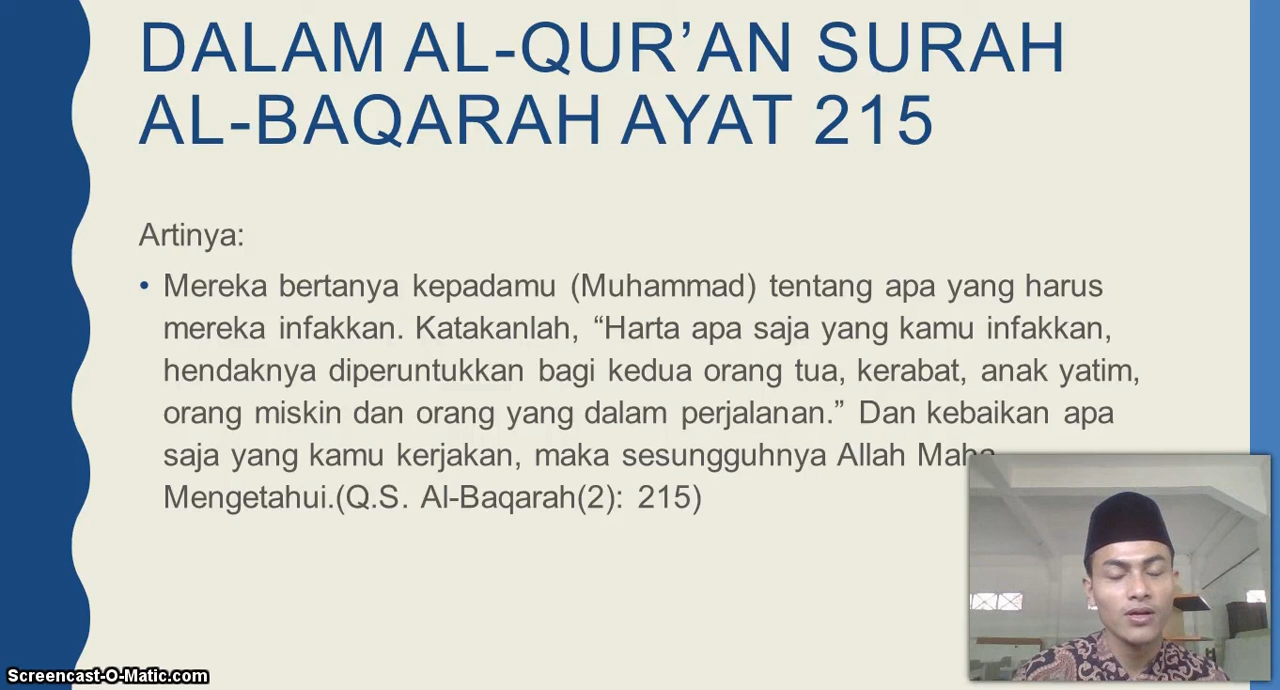 DALAM AL-QUR’AN SURAH
AL-BAQARAH AYAT 215
Artinya:
• Mereka bertanya kepadamu (Muhammad) tentang apa yang harus
mereka infakkan. Katakanlah, “Harta apa saja yang kamu infakkan,
hendaknya diperuntukkan bagi kedua orang tua, kerabat, anak yatim,
orang miskin dan orang yang dalam perjalanan.” Dan kebaikan apa
saja yang kamu kerjakan, maka sesungguhnya Allah Maha
Mengetahui.(Q.S. Al-Baqarah(2): 215)
Screencast-O-Matic.com